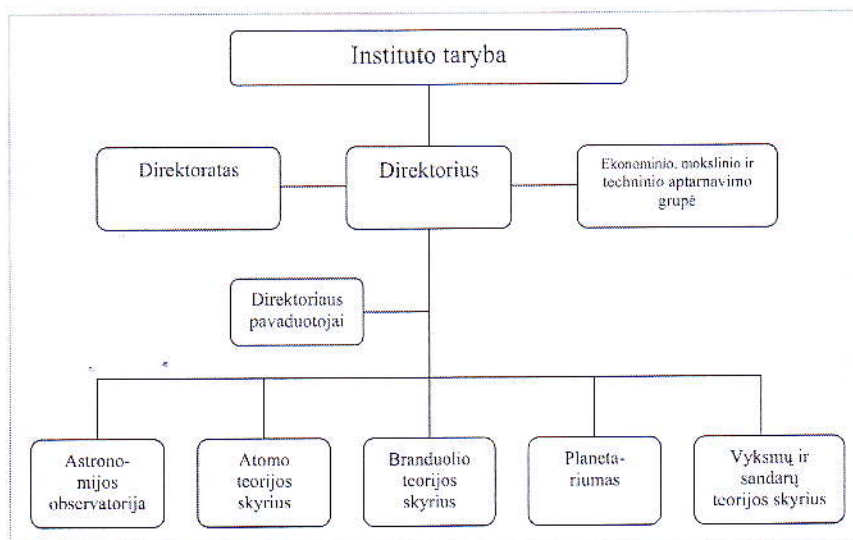 Instituto taryba
Direktoratas
Direktorius
Ekonominio, mokslinio ir
techninio aptarnavimo
grupė
Direktoriaus
pavaduotojai
Astrono-
mijos
observatorija
Atomo
teorijos
skyrius
Branduolio
teorijos
skyrius
Planeta-
riumas
Vyksmų ir
sandarų
teorijos skyrius